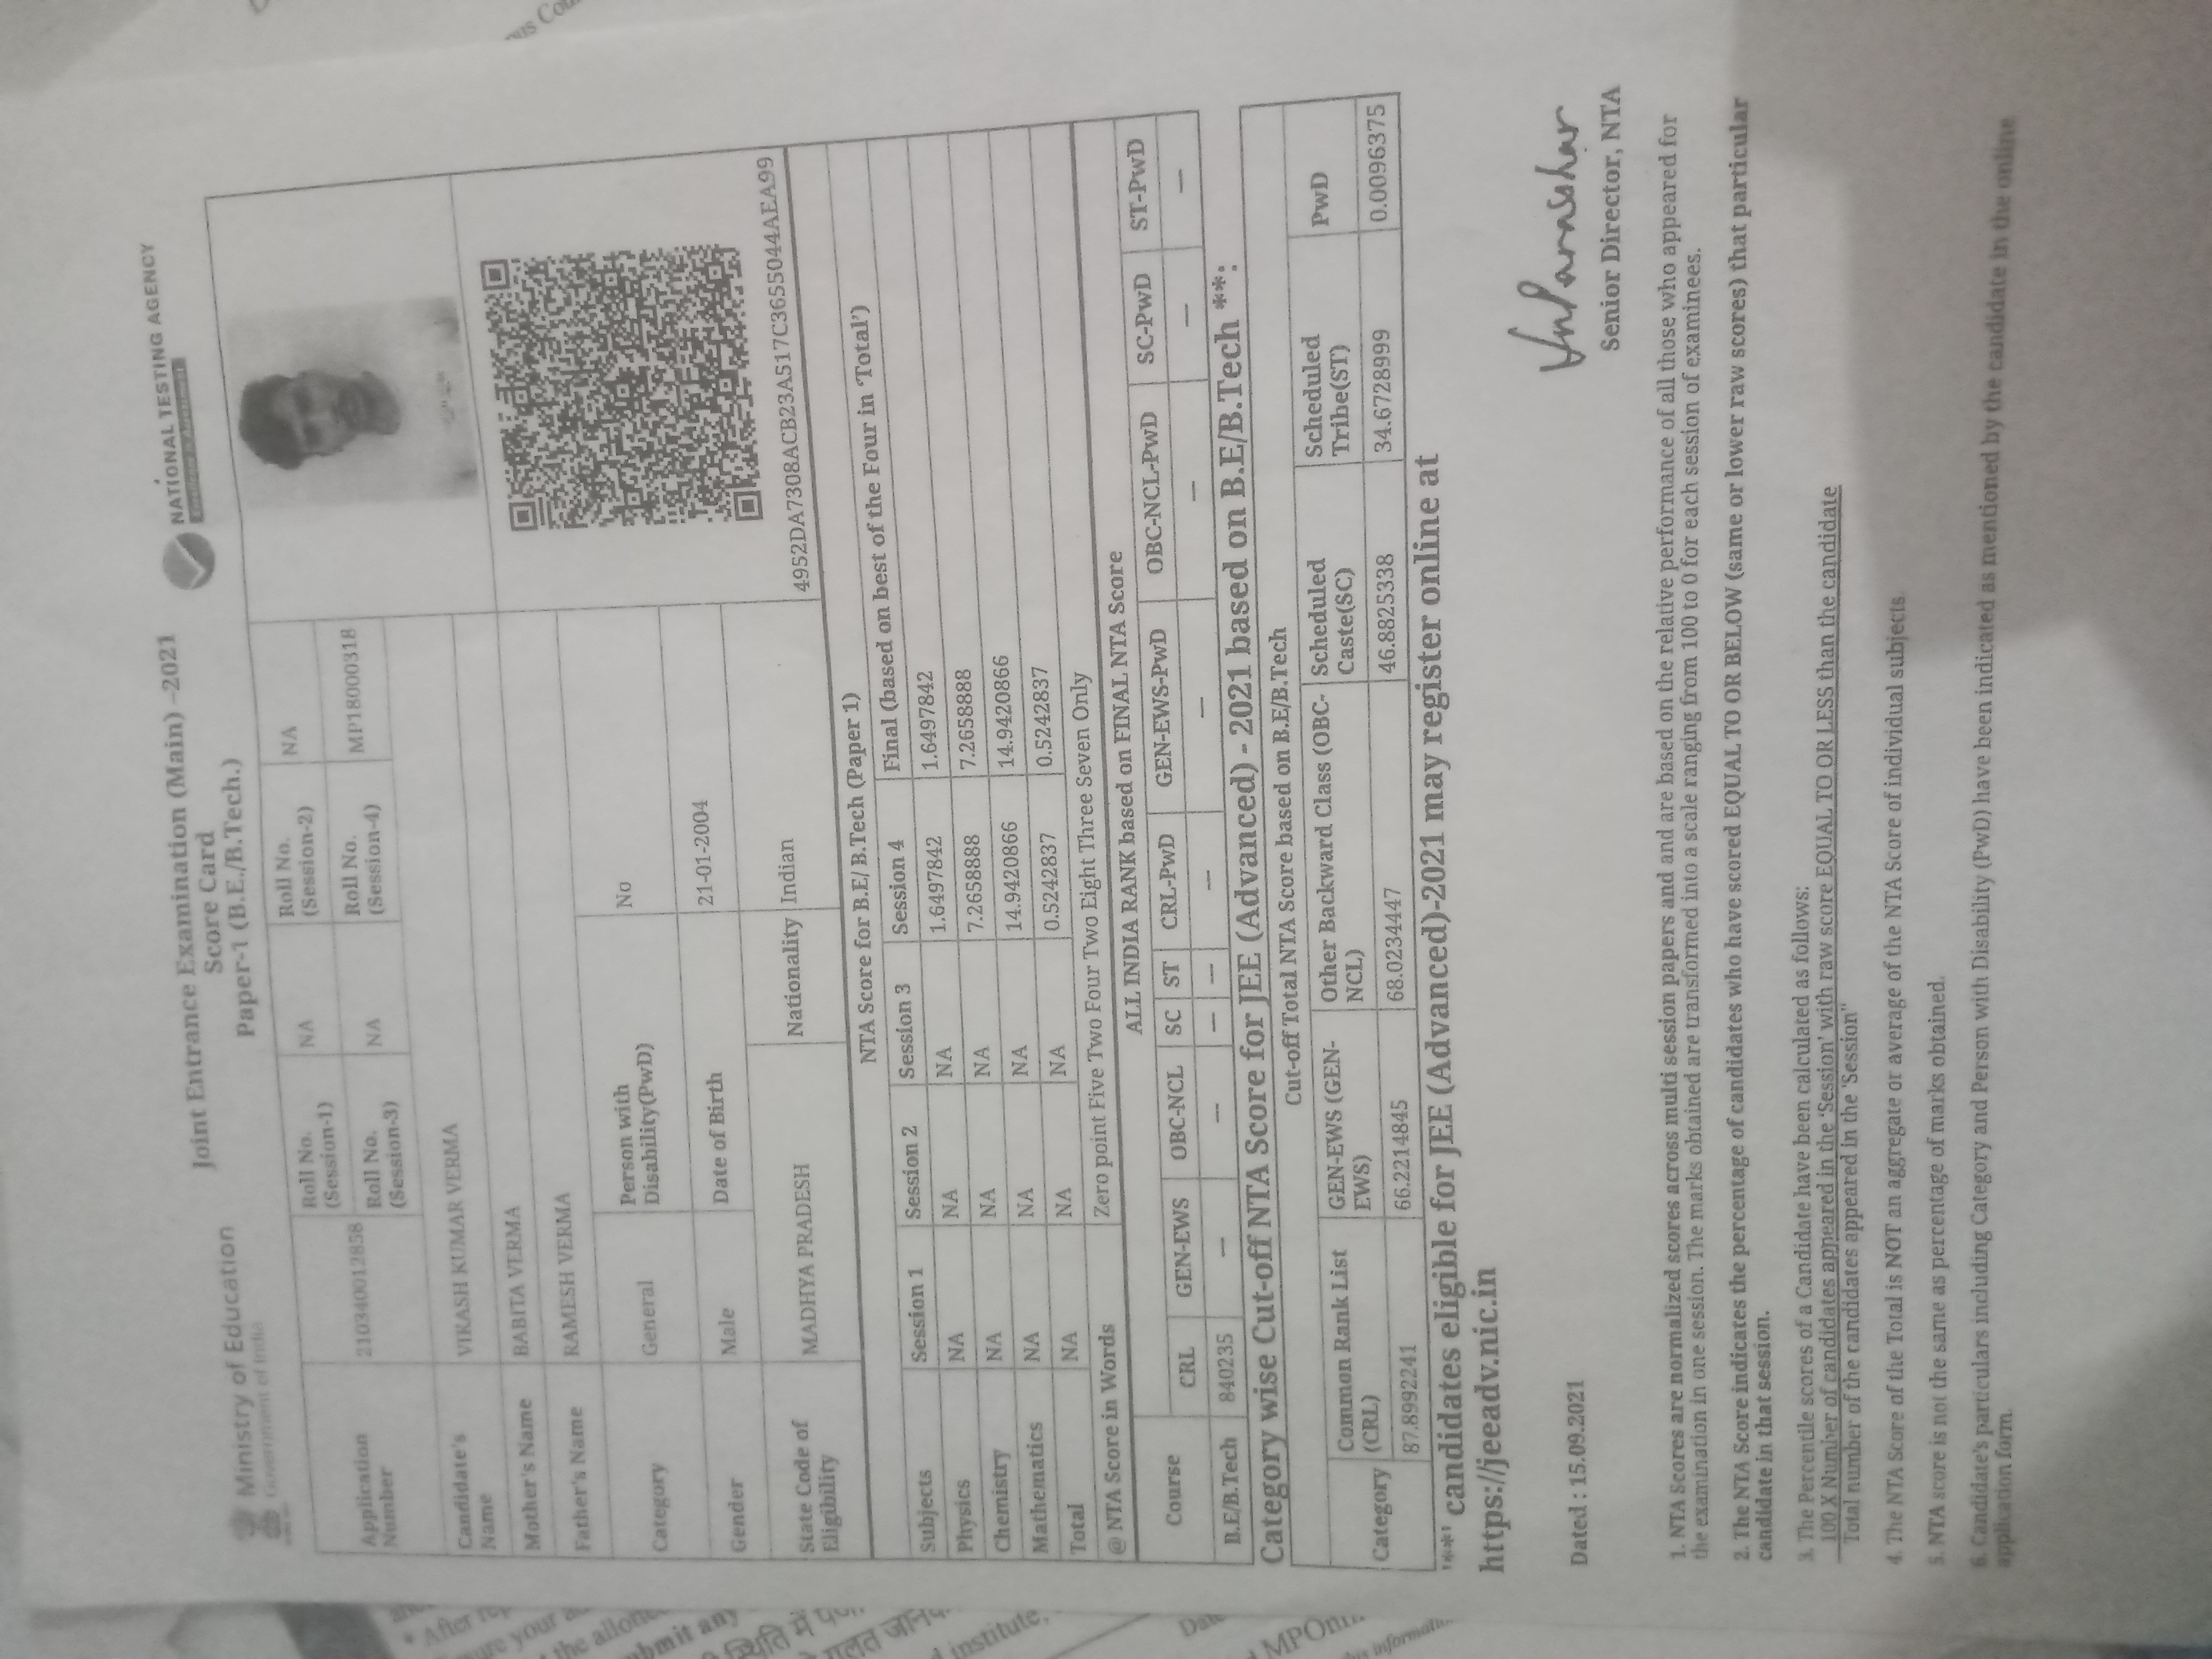 Ministry of Education
Government of India
Joint Entrance Examination (Main) -2021
Score Card
Paper-1 (B.E./B.Tech.)
NATIONAL TESTING AGENCY
Application Number 210340012858 Roll No. (Session-1) NA Roll No. (Session-2) NA
Roll No. (Session-3) NA Roll No. (Session-4) MP18000318
Candidate's Name VIKASH KUMAR VERMA
Mother's Name BABITA VERMA
Father's Name RAMESH VERMA
Category General Person with Disability(PwD) No
Gender Male Date of Birth 21-01-2004
State Code of Eligibility MADHYA PRADESH Nationality Indian
4952DA7308ACB23A517C3655044AEA99
NTA Score for B.E/ B.Tech (Paper 1)
Subjects Session 1 Session 2 Session 3 Session 4 Final (based on best of the Four in 'Total')
Physics NA NA NA 1.6497842 1.6497842
Chemistry NA NA NA 7.2658888 7.2658888
Mathematics NA NA NA 14.9420866 14.9420866
Total NA NA NA 0.5242837 0.5242837
@ NTA Score in Words Zero point Five Two Four Two Eight Three Seven Only
ALL INDIA RANK based on FINAL NTA Score
Course CRL GEN-EWS OBC-NCL SC ST CRL-PwD GEN-EWS-PwD OBC-NCL-PwD SC-PwD ST-PwD
B.E/B.Tech 840235 — — — — — — — — —
Category wise Cut-off NTA Score for JEE (Advanced) - 2021 based on B.E/B.Tech **:
Cut-off Total NTA Score based on B.E/B.Tech
Category Common Rank List (CRL) GEN-EWS (GEN-EWS) Other Backward Class (OBC-NCL) Scheduled Caste(SC) Scheduled Tribe(ST) PwD
87.8992241 66.2214845 68.0234447 46.8825338 34.6728999 0.0096375
'**' candidates eligible for JEE (Advanced)-2021 may register online at
https://jeeadv.nic.in
Dated : 15.09.2021
Senior Director, NTA
1. NTA Scores are normalized scores across multi session papers and are based on the relative performance of all those who appeared for
the examination in one session. The marks obtained are transformed into a scale ranging from 100 to 0 for each session of examinees.
2. The NTA Score indicates the percentage of candidates who have scored EQUAL TO OR BELOW (same or lower raw scores) that particular
candidate in that session.
3. The Percentile scores of a Candidate have been calculated as follows:
100 X Number of candidates appeared in the 'Session' with raw score EQUAL TO OR LESS than the candidate
Total number of the candidates appeared in the 'Session"
4. The NTA Score of the Total is NOT an aggregate or average of the NTA Score of individual subjects.
5. NTA score is not the same as percentage of marks obtained.
6. Candidate's particulars including Category and Person with Disability (PwD) have been indicated as mentioned by the candidate in the online
application form.